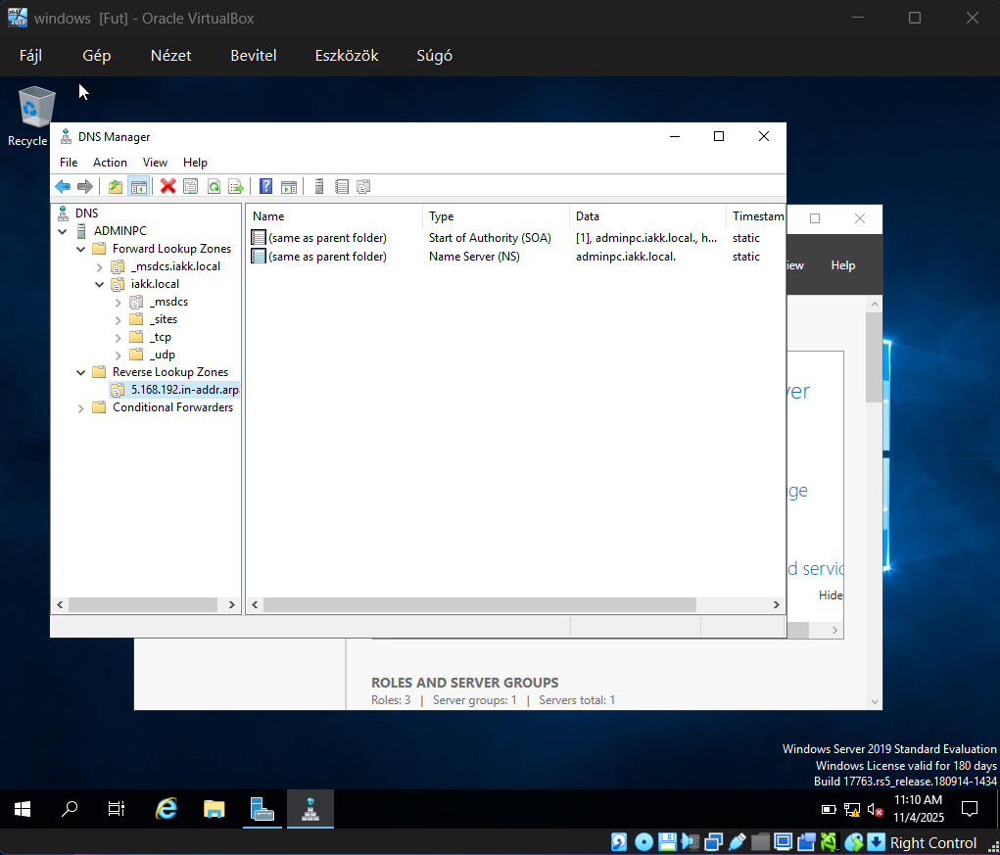 windows [Fut] - Oracle VirtualBox
Fájl Gép Nézet Bevitel Eszközök Súgó
Recycle
DNS Manager
File Action View Help
DNS
ADMINPC
Forward Lookup Zones
_msdcs.iakk.local
iakk.local
_msdcs
_sites
_tcp
_udp
Reverse Lookup Zones
5.168.192.in-addr.arp
Conditional Forwarders
Name Type Data Timestam
(same as parent folder) Start of Authority (SOA) [1], adminpc.iakk.local., h... static
(same as parent folder) Name Server (NS) adminpc.iakk.local. static
iew Help
ver
ge
d servic
Hide
ROLES AND SERVER GROUPS
Roles: 3 | Server groups: 1 | Servers total: 1
Windows Server 2019 Standard Evaluation
Windows License valid for 180 days
Build 17763.rs5_release.180914-1434
11:10 AM
11/4/2025
Right Control